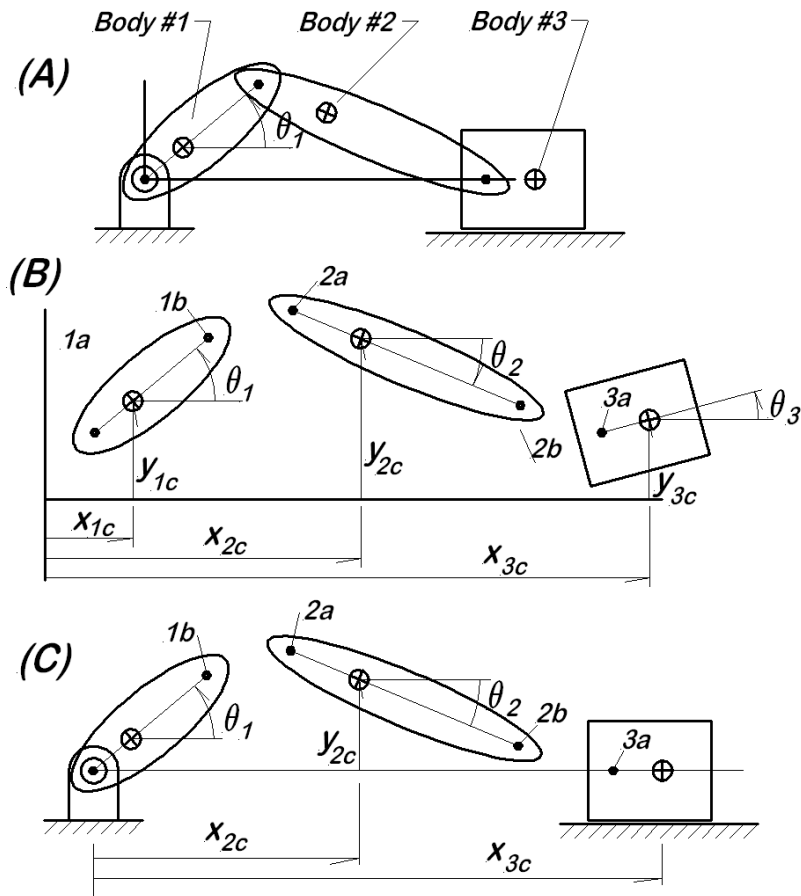 Body #1 Body #2 Body #3
(A)
θ1
(B)
1a 1b 2a
θ1 θ2 3a θ3
2b
y1c y2c y3c
x1c
x2c
x3c
(C)
1b 2a
θ1 θ2 2b
y2c 3a
x2c
x3c